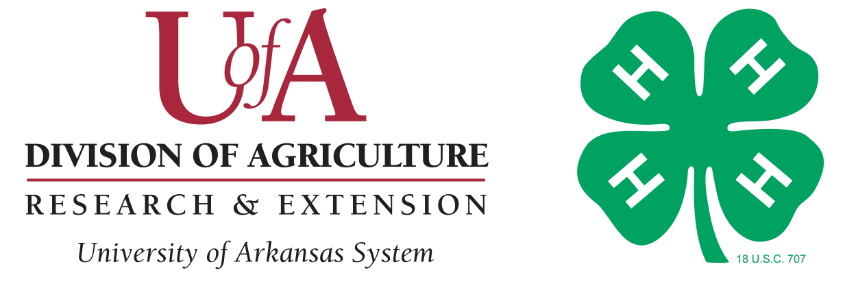 UofA
DIVISION OF AGRICULTURE
RESEARCH & EXTENSION
University of Arkansas System
H H
H H
18 U.S.C. 707